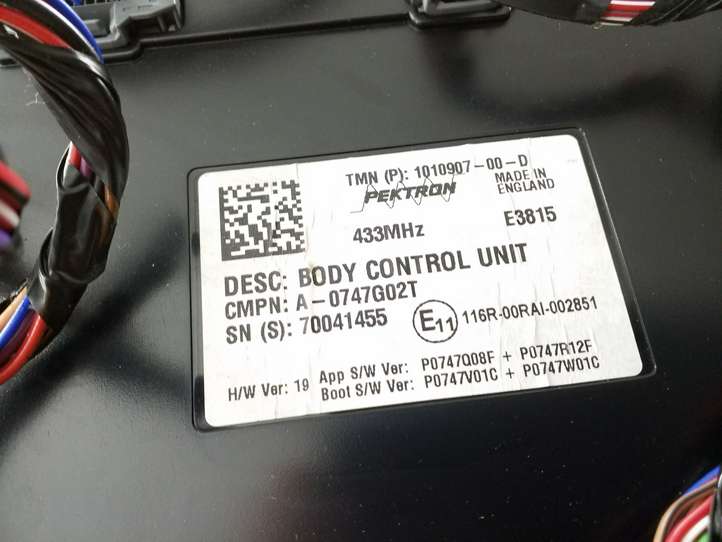 TMN (P): 1010907-00-D
PEKTRON
MADE IN
ENGLAND
433MHz
E3815
DESC: BODY CONTROL UNIT
CMPN: A-0747G02T
SN (S): 70041455
E11
116R-00RAI-002851
H/W Ver: 19
App S/W Ver: P0747Q08F + P0747R12F
Boot S/W Ver: P0747V01C + P0747W01C